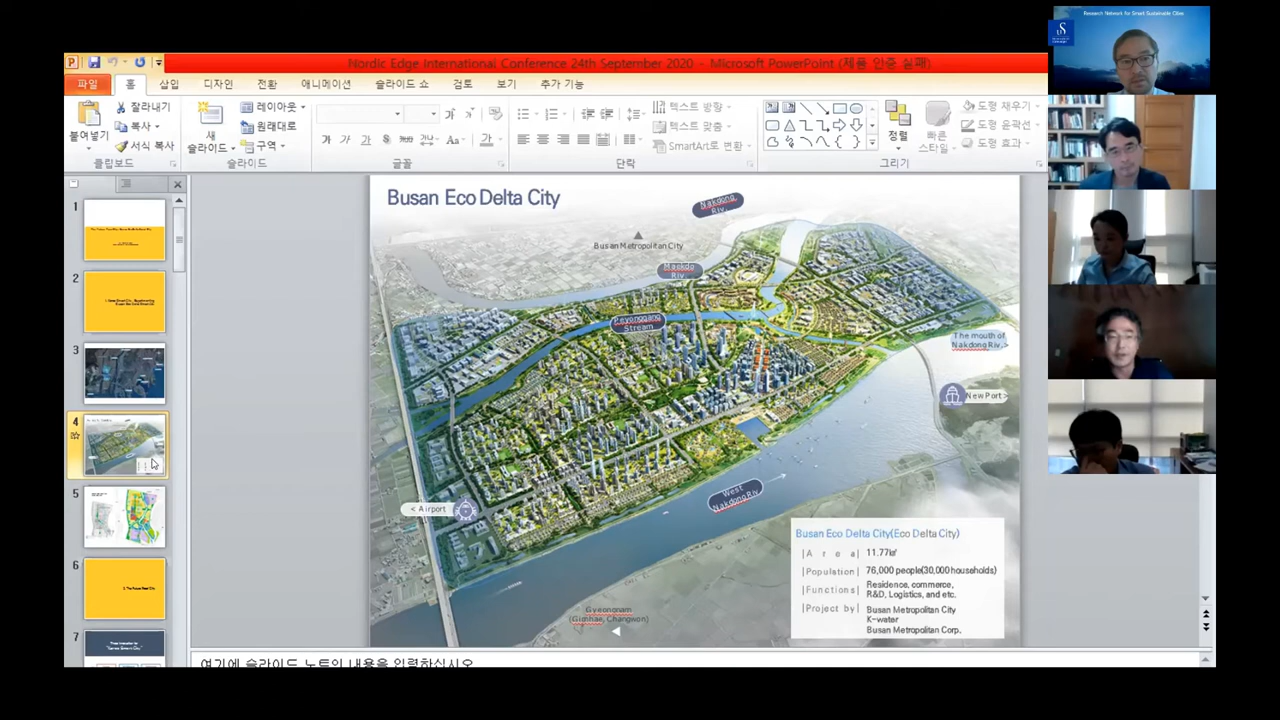 Research Network for Smart Sustainable Cities
Nordic Edge International Conference 24th September 2020 - Microsoft PowerPoint (제품 인증 실패)
파일 홈 삽입 디자인 전환 애니메이션 슬라이드 쇼 검토 보기 추가 기능
붙여넣기
잘라내기
복사
서식 복사
클립보드
새 슬라이드
레이아웃
원래대로
구역
슬라이드
가 가 가
글꼴
텍스트 방향
텍스트 맞춤
SmartArt로 변환
단락
정렬
빠른 스타일
도형 채우기
도형 윤곽선
도형 효과
그리기
1
2
3
4
5
6
7
Busan Eco Delta City
Nakdong Riv.
Busan Metropolitan City
Maekdo Riv.
Peyonggang Stream
The mouth of
Nakdong Riv.>
New Port >
West
Nakdong Riv.
< Airport
Gyeongnam
(Gimhae, Changwon)
Busan Eco Delta City(Eco Delta City)
|Area| 11.77㎢
|Population| 76,000 people(30,000 households)
|Functions| Residence, commerce,
R&D, Logistics, and etc.
|Project by| Busan Metropolitan City
K-water
Busan Metropolitan Corp.
여기에 슬라이드 노트의 내용을 입력하십시오